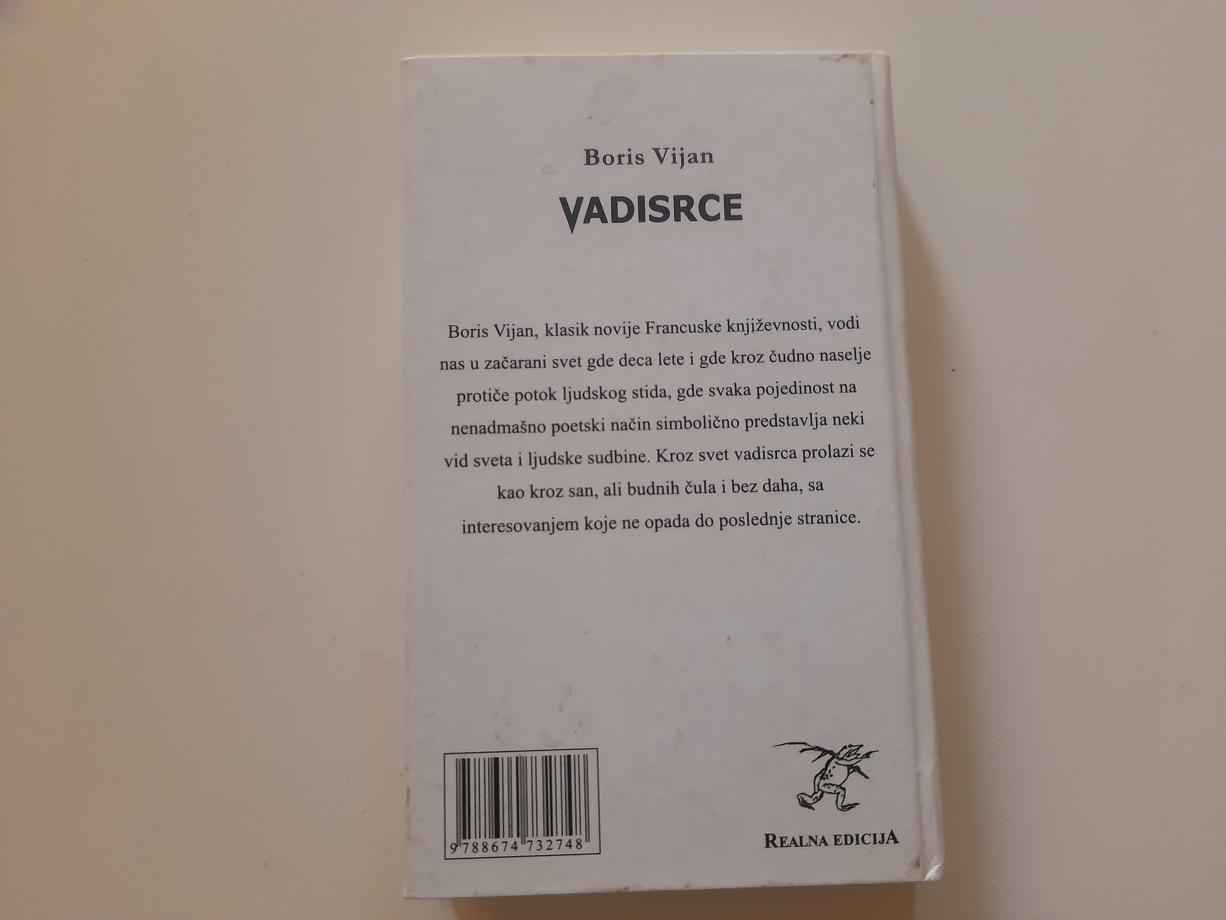 Boris Vijan
VADISRCE
Boris Vijan, klasik novije Francuske književnosti, vodi
nas u začarani svet gde deca lete i gde kroz čudno naselje
protiče potok ljudskog stida, gde svaka pojedinost na
nenadmašno poetski način simbolično predstavlja neki
vid sveta i ljudske sudbine. Kroz svet vadisrca prolazi se
kao kroz san, ali budnih čula i bez daha, sa
interesovanjem koje ne opada do poslednje stranice.
9 788674 732748
REALNA EDICIJA